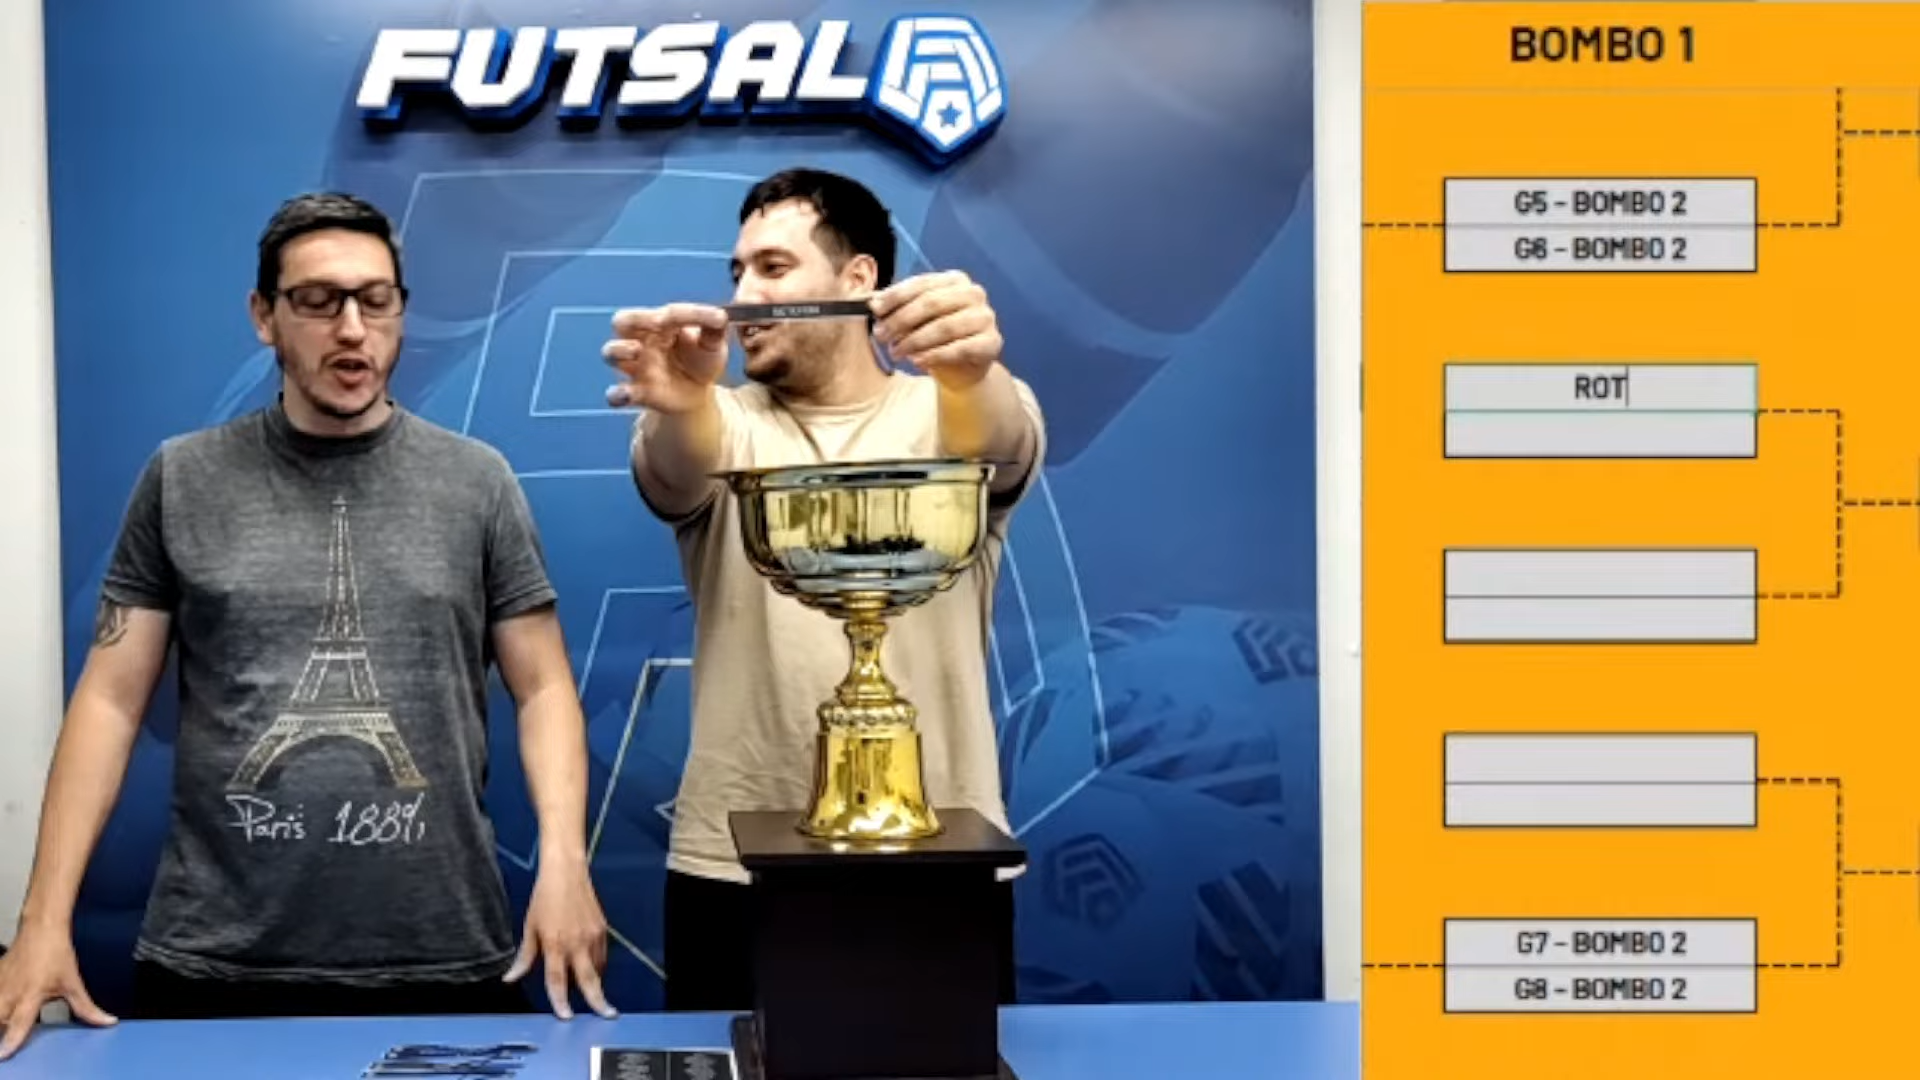 FUTSAL
BOMBO 1
G5 - BOMBO 2
G6 - BOMBO 2
ROT
G7 - BOMBO 2
G8 - BOMBO 2
Paris 1889